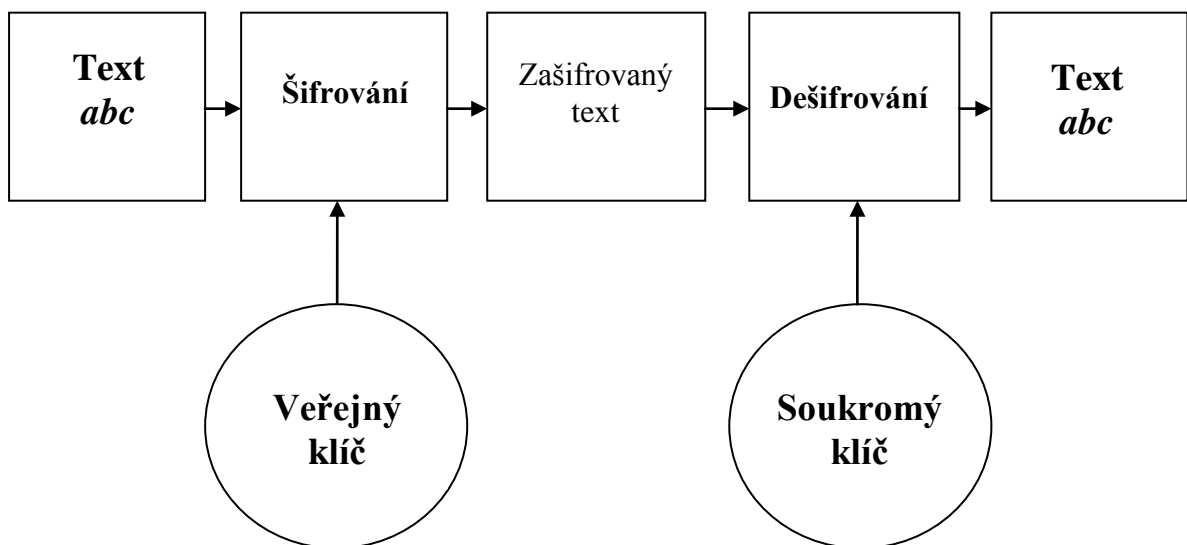 Text
abc
Šifrování
Zašifrovaný
text
Dešifrování
Text
abc
Veřejný
klíč
Soukromý
klíč